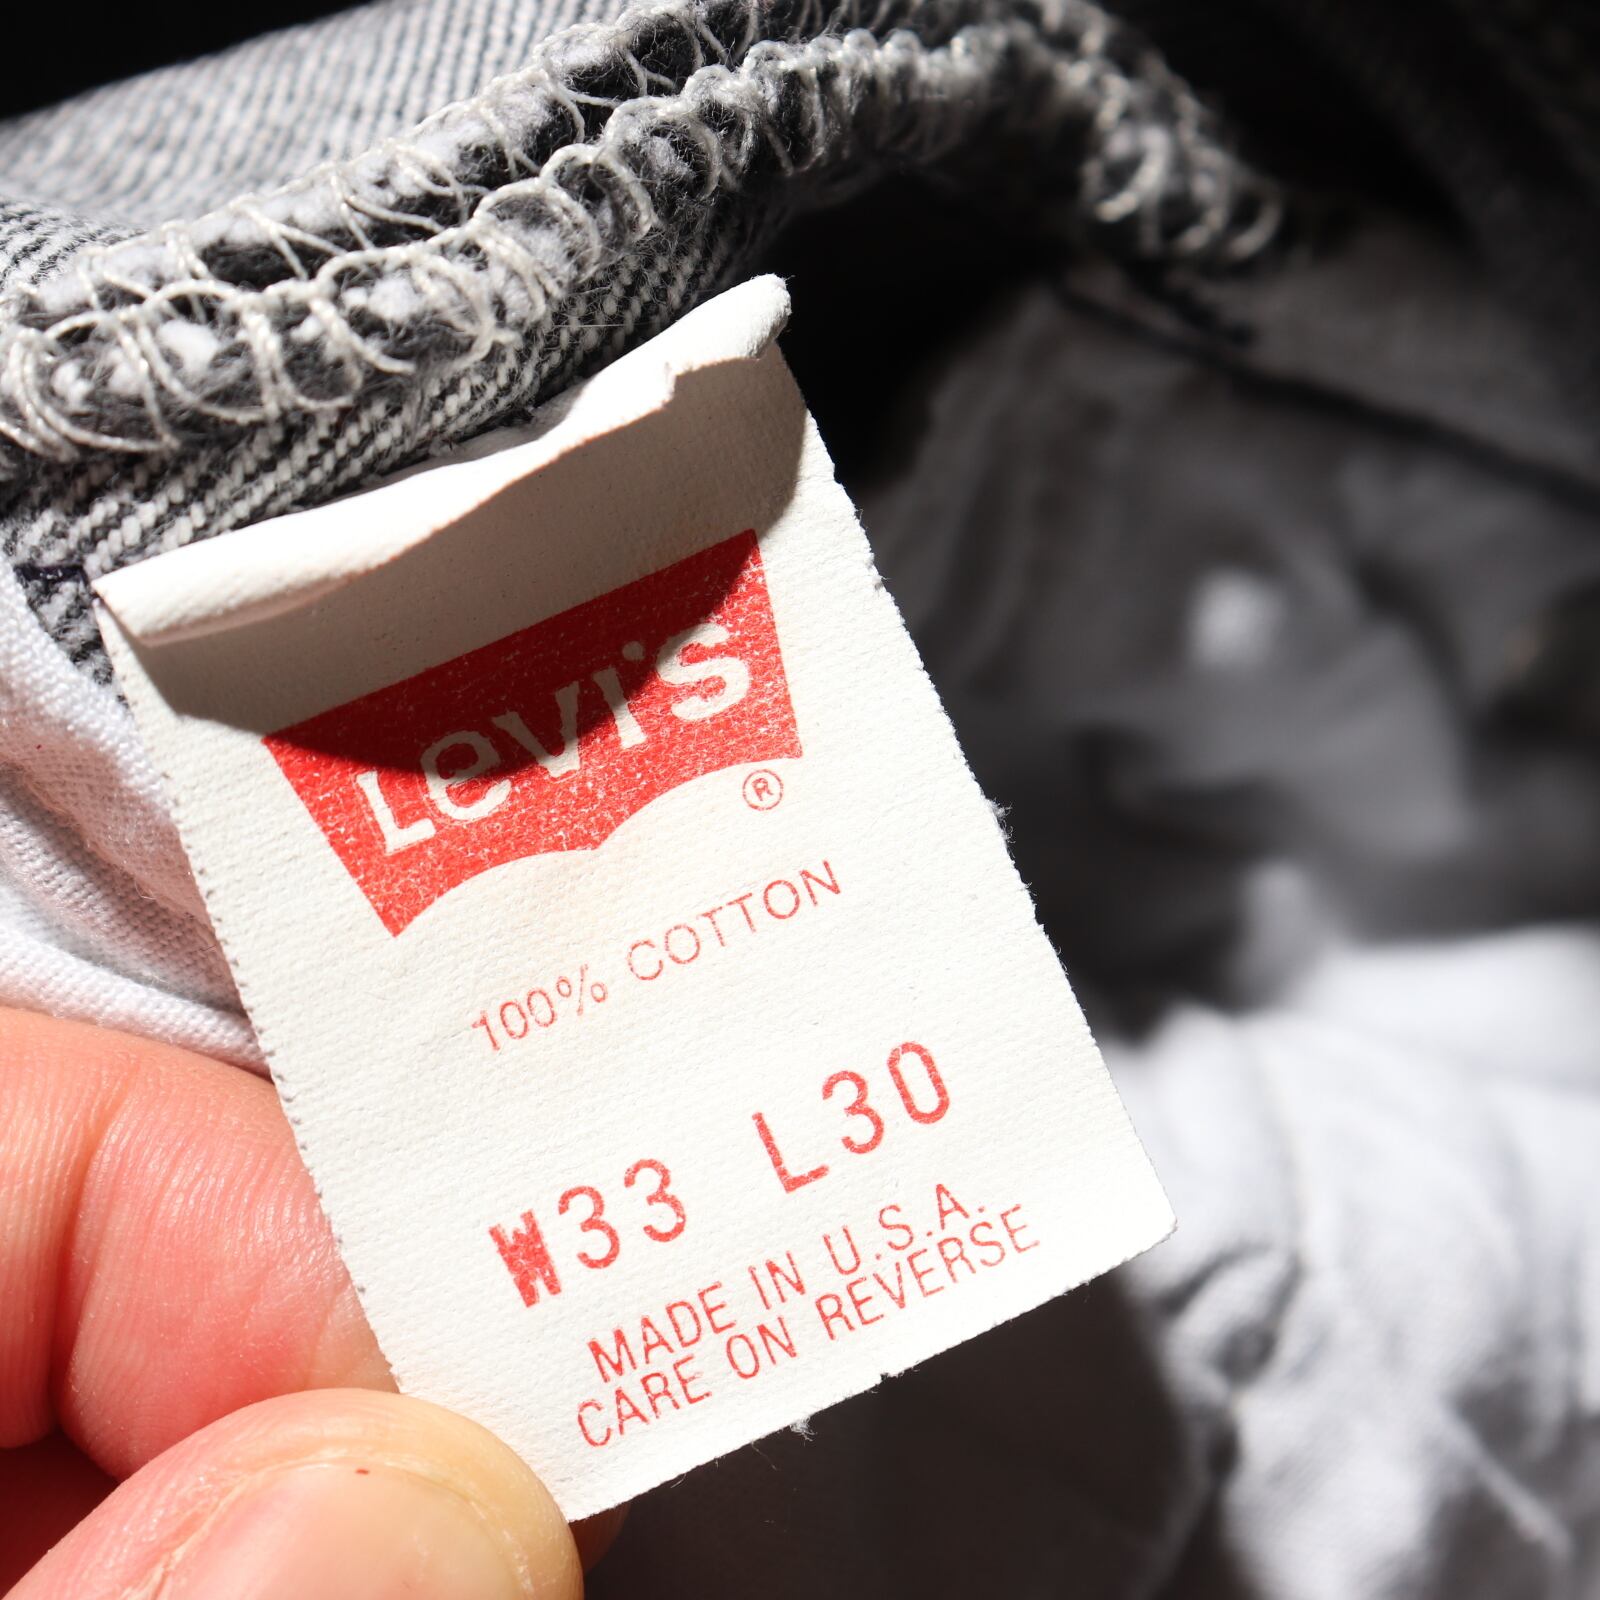 Levi's ®
100% COTTON
W33 L30
MADE IN U.S.A.
CARE ON REVERSE